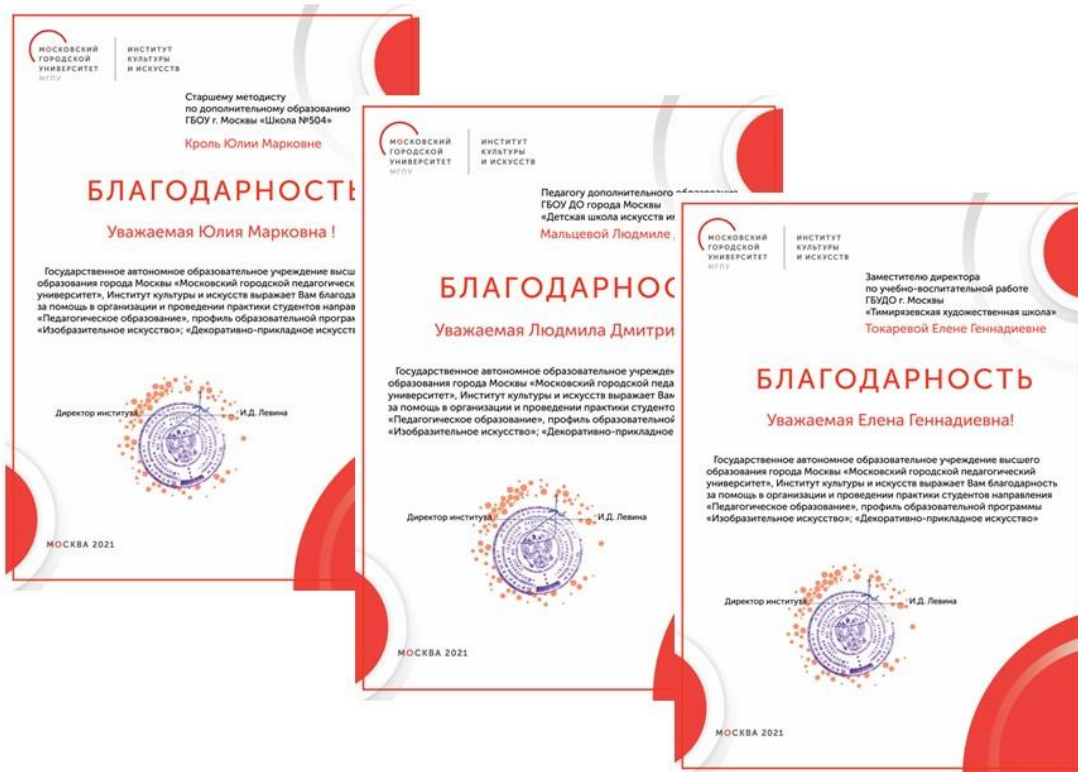 МОСКОВСКИЙ
ГОРОДСКОЙ
УНИВЕРСИТЕТ
МГПУ
ИНСТИТУТ
КУЛЬТУРЫ
И ИСКУССТВ
Старшему методисту
по дополнительному образованию
ГБОУ г. Москвы «Школа №504»
Кроль Юлии Марковне
БЛАГОДАРНОСТЬ
Уважаемая Юлия Марковна !
Государственное автономное образовательное учреждение высш
образования города Москвы «Московский городской педагогическ
университет», Институт культуры и искусств выражает Вам благода
за помощь в организации и проведении практики студентов направ
«Педагогическое образование», профиль образовательной програм
«Изобразительное искусство»; «Декоративно-прикладное искусств
Директор института
И.Д. Левина
МОСКВА 2021
МОСКОВСКИЙ
ГОРОДСКОЙ
УНИВЕРСИТЕТ
МГПУ
ИНСТИТУТ
КУЛЬТУРЫ
И ИСКУССТВ
Педагогу дополнительного образования
ГБОУ ДО города Москвы
«Детская школа искусств им
Мальцевой Людмиле
БЛАГОДАРНОС
Уважаемая Людмила Дмитри
Государственное автономное образовательное учрежде
образования города Москвы «Московский городской педа
университет», Институт культуры и искусств выражает Вам
за помощь в организации и проведении практики студенто
«Педагогическое образование», профиль образовательной
«Изобразительное искусство»; «Декоративно-прикладное
Директор института
И.Д. Левина
МОСКВА 2021
МОСКОВСКИЙ
ГОРОДСКОЙ
УНИВЕРСИТЕТ
МГПУ
ИНСТИТУТ
КУЛЬТУРЫ
И ИСКУССТВ
Заместителю директора
по учебно-воспитательной работе
ГБУДО г. Москвы
«Тимирязевская художественная школа»
Токаревой Елене Геннадиевне
БЛАГОДАРНОСТЬ
Уважаемая Елена Геннадиевна!
Государственное автономное образовательное учреждение высшего
образования города Москвы «Московский городской педагогический
университет», Институт культуры и искусств выражает Вам благодарность
за помощь в организации и проведении практики студентов направления
«Педагогическое образование», профиль образовательной программы
«Изобразительное искусство»; «Декоративно-прикладное искусство»
Директор института
И.Д. Левина
МОСКВА 2021